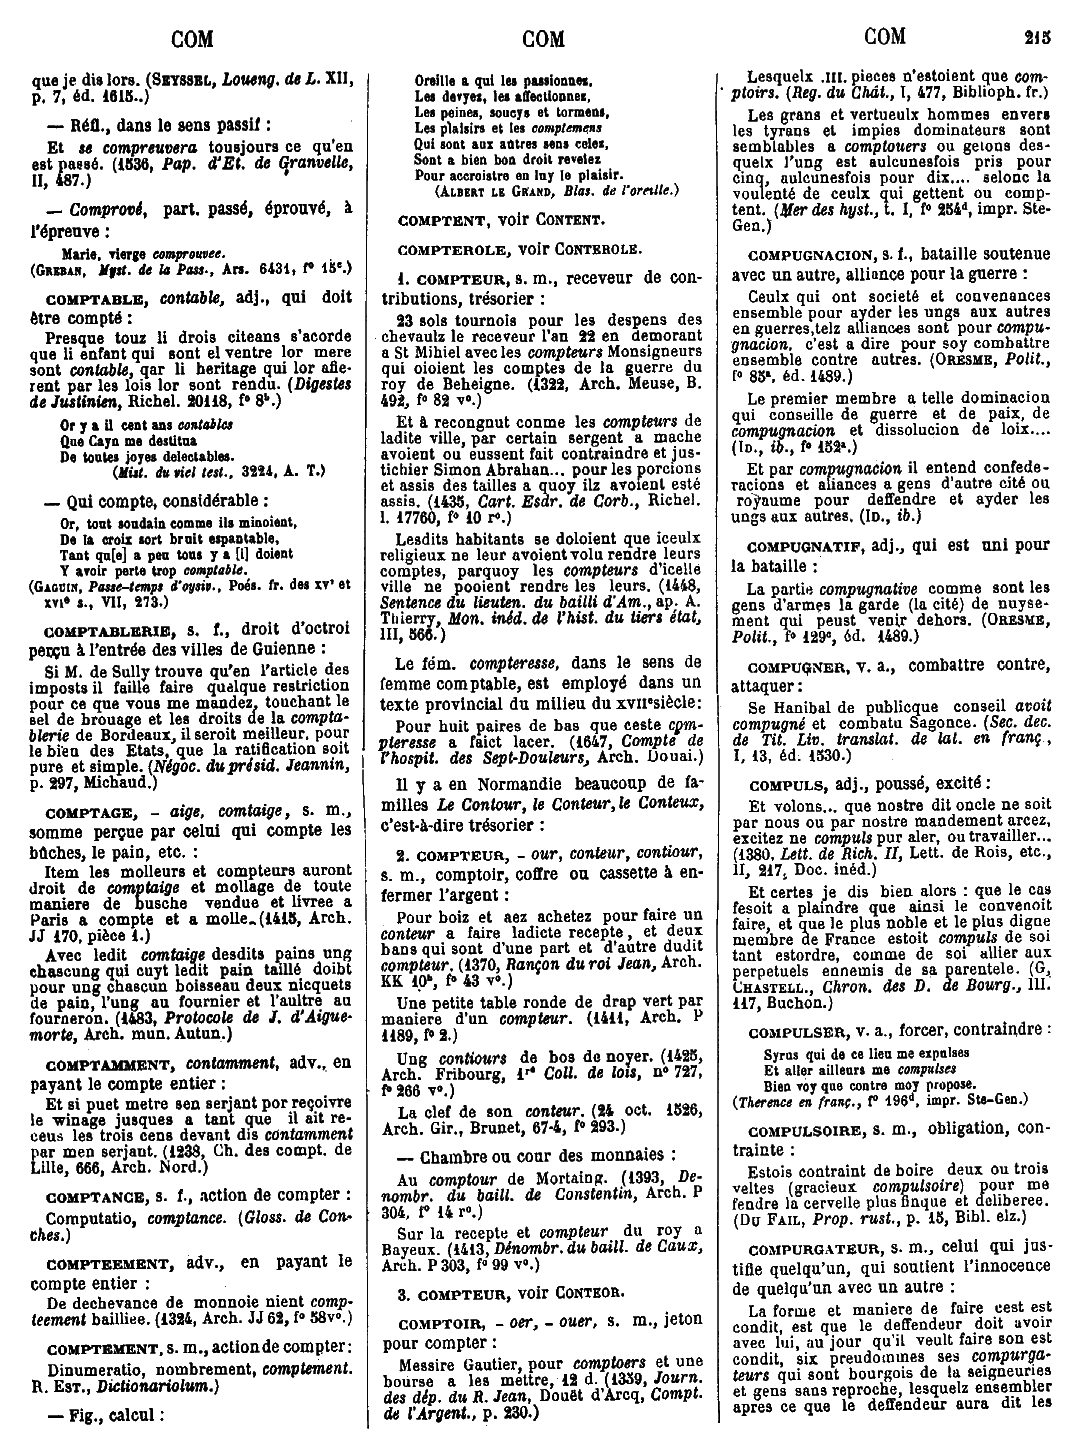 COM
COM
COM
215
que je dis lors. (SEYSSEL, Loueng. de L. XII,
p. 7, éd. 1615..)
— Réfl., dans le sens passif :
Et se compreuvera tousjours ce qu'en
est passé. (1536, Pap. d'Et. de Granvelle,
II, 487.)
— Comprové, part. passé, éprouvé, à
l'épreuve :
Marie, vierge comprouvee.
(GREBAN, Myst. de la Pass., Ars. 6431, f° 15c.)
COMPTABLE, contable, adj., qui doit
être compté :
Presque touz li drois citeans s'acorde
que li enfant qui sont el ventre lor mere
sont contable, qar li heritage qui lor afie-
rent par les lois lor sont rendu. (Digestes
de Justinien, Richel. 20118, f° 8b.)
Or y a il cent ans contables
Que Cayn me destitua
De toutes joyes delectables.
(Mist. du viel test., 3224, A. T.)
— Qui compte, considérable :
Or, tout soudain comme ils minoient,
De la croix sort bruit espantable,
Tant qu[e] a peu tous y a [l] doient
Y avoir perte trop comptable.
(GAGUIN, Passe-temps d'oysiv., Poés. fr. des xve et
xvie s., VII, 273.)
COMPTABLERIE, s. f., droit d'octroi
perçu à l'entrée des villes de Guienne :
Si M. de Sully trouve qu'en l'article des
imposts il faille faire quelque restriction
pour ce que vous me mandez, touchant le
sel de brouage et les droits de la compta-
blerie de Bordeaux, il seroit meilleur, pour
le bien des Etats, que la ratification soit
pure et simple. (Négoc. du présid. Jeannin,
p. 297, Michaud.)
COMPTAGE, - aige, comtaige, s. m.,
somme perçue par celui qui compte les
bûches, le pain, etc. :
Item les molleurs et compteurs auront
droit de comptaige et mollage de toute
maniere de busche vendue et livree a
Paris a compte et a molle. (1415, Arch.
JJ 170, pièce 1.)
Avec ledit comtaige desdits pains ung
chascung qui cuyt ledit pain taillé doibt
pour ung chascun boisseau deux nicquets
de pain, l'ung au fournier et l'aultre au
fourneron. (1483, Protocole de J. d'Aigue-
morte, Arch. mun. Autun.)
COMPTAMMENT, contamment, adv., en
payant le compte entier :
Et si puet metre sen serjant por reçoivre
le winage jusques a tant que il ait re-
ceus les trois cens devant dis contamment
par men serjant. (1238, Ch. des compt. de
Lille, 666, Arch. Nord.)
COMPTANCE, s. f., action de compter :
Computatio, comptance. (Gloss. de Con-
ches.)
COMPTEEMENT, adv., en payant le
compte entier :
De dechevance de monnoie nient comp-
teement bailliee. (1324, Arch. JJ 62, f° 58v°.)
COMPTEMENT, s. m., action de compter:
Dinumeratio, nombrement, comptement.
R. EST., Dictionariolum.)
— Fig., calcul :
Oreille a qui les passionnez,
Les devyez, les affectionnez,
Les peines, soucys et tormens,
Les plaisirs et les comptemens
Qui sont aux autres sens celes,
Sont a bien bon droit revelez
Pour accroistre en luy le plaisir.
(ALBERT LE GRAND, Blas. de l'oreille.)
COMPTENT, voir CONTENT.
COMPTEROLE, voir CONTEROLE.
1. COMPTEUR, s. m., receveur de con-
tributions, trésorier :
23 sols tournois pour les despens des
chevaulz le receveur l'an 22 en demorant
a St Mihiel avec les compteurs Monsigneurs
qui oioient les comptes de la guerre du
roy de Beheigne. (1322, Arch. Meuse, B.
492, f° 82 v°.)
Et à recongnut conme les compteurs de
ladite ville, par certain sergent a mache
avoient ou eussent fait contraindre et jus-
tichier Simon Abrahan... pour les porcions
et assis des tailles a quoy ilz avoient esté
assis. (1435, Cart. Esdr. de Corb., Richel.
l. 17760, f° 10 r°.)
Lesdits habitants se doloient que iceulx
religieux ne leur avoient volu rendre leurs
comptes, parquoy les compteurs d'icelle
ville ne pooient rendre les leurs. (1448,
Sentence du lieuten. du bailli d'Am., ap. A.
Thierry, Mon. inéd. de l'hist. du tiers état,
III, 566.)
Le fém. compteresse, dans le sens de
femme comptable, est employé dans un
texte provincial du milieu du xviie siècle:
Pour huit paires de bas que ceste com-
pteresse a faict lacer. (1647, Compte de
l'hospit. des Sept-Douleurs, Arch. Douai.)
Il y a en Normandie beaucoup de fa-
milles Le Contour, le Conteur, le Conteux,
c'est-à-dire trésorier :
2. COMPTEUR, - our, conteur, contiour,
s. m., comptoir, coffre ou cassette à en-
fermer l'argent :
Pour boiz et aez achetez pour faire un
conteur a faire ladicte recepte, et deux
bans qui sont d'une part et d'autre dudit
compteur. (1370, Rançon du roi Jean, Arch.
KK 10a, f° 43 v°.)
Une petite table ronde de drap vert par
maniere d'un compteur. (1411, Arch. P
1189, f° 2.)
Ung contiours de bos de noyer. (1425,
Arch. Fribourg, 1re Coll. de lois, n° 727,
f° 266 v°.)
La clef de son conteur. (24 oct. 1526,
Arch. Gir., Brunet, 67-4, f° 293.)
— Chambre ou cour des monnaies :
Au comptour de Mortaing. (1393, De-
nombr. du baill. de Constentin, Arch. P
304, f° 14 r°.)
Sur la recepte et compteur du roy a
Bayeux. (1413, Dénombr. du baill. de Caux,
Arch. P 303, f° 99 v°.)
3. COMPTEUR, voir CONTEOR.
COMPTOIR, - oer, - ouer, s. m., jeton
pour compter :
Messire Gautier, pour comptoers et une
bourse a les mettre, 12 d. (1339, Journ.
des dép. du R. Jean, Douët d'Arcq, Compt.
de l'Argent., p. 230.)
Lesquelx .III. pieces n'estoient que com-
ptoirs. (Reg. du Chât., I, 477, Biblioph. fr.)
Les grans et vertueulx hommes envers
les tyrans et impies dominateurs sont
semblables a comptouers ou getons des-
quelx l'ung est aulcunesfois pris pour
cinq, aulcunesfois pour dix.... selonc la
voulenté de ceulx qui gettent ou comp-
tent. (Mer des hyst., t. I, f° 254d, impr. Ste-
Gen.)
COMPUGNACION, s. f., bataille soutenue
avec un autre, alliance pour la guerre :
Ceulx qui ont societé et convenances
ensemble pour ayder les ungs aux autres
en guerres, telz alliances sont pour compu-
gnacion, c'est a dire pour soy combattre
ensemble contre autres. (ORESME, Polit.,
f° 85a, éd. 1489.)
Le premier membre a telle dominacion
qui conseille de guerre et de paix, de
compugnacion et dissolucion de loix....
(ID., ib., f° 152a.)
Et par compugnacion il entend confede-
racions et aliances a gens d'autre cité ou
royaume pour deffendre et ayder les
ungs aux autres. (ID., ib.)
COMPUGNATIF, adj., qui est uni pour
la bataille :
La partie compugnative comme sont les
gens d'armes la garde (la cité) de nuyse-
ment qui peust venir dehors. (ORESME,
Polit., f° 129c, éd. 1489.)
COMPUGNER, v. a., combattre contre,
attaquer :
Se Hanibal de publicque conseil avoit
compugné et combatu Sagonce. (Sec. dec.
de Tit. Liv. translat. de lat. en franç.,
I, 13, éd. 1530.)
COMPULS, adj., poussé, excité :
Et volons... que nostre dit oncle ne soit
par nous ou par nostre mandement arcez,
excitez ne compuls pur aler, ou travailler...
(1380, Lett. de Rich. II, Lett. de Rois, etc.,
II, 217, Doc. inéd.)
Et certes je dis bien alors : que le cas
fesoit a plaindre que ainsi le convenoit
faire, et que le plus noble et le plus digne
membre de France estoit compuls de soi
tant estordre, comme de soi allier aux
perpetuels ennemis de sa parentele. (G.
CHASTELL., Chron. des D. de Bourg., III.
117, Buchon.)
COMPULSER, v. a., forcer, contraindre :
Syrus qui de ce lieu me expulses
Et aller ailleurs me compulses
Bien voy que contre moy propose.
(Therence en franç., f° 196d, impr. Ste-Gen.)
COMPULSOIRE, s. m., obligation, con-
trainte :
Estois contraint de boire deux ou trois
veltes (gracieux compulsoire) pour me
fendre la cervelle plus finque et deliberee.
(DU FAIL, Prop. rust., p. 15, Bibl. elz.)
COMPURGATEUR, s. m., celui qui jus-
tifie quelqu'un, qui soutient l'innocence
de quelqu'un avec un autre :
La forme et maniere de faire cest est
condit, est que le deffendeur doit avoir
avec lui, au jour qu'il veult faire son est
condit, six preudommes ses compurga-
teurs qui sont bourgois de la seigneuries
et gens sans reproche, lesquelz ensembler
apres ce que le deffendeur aura dit les